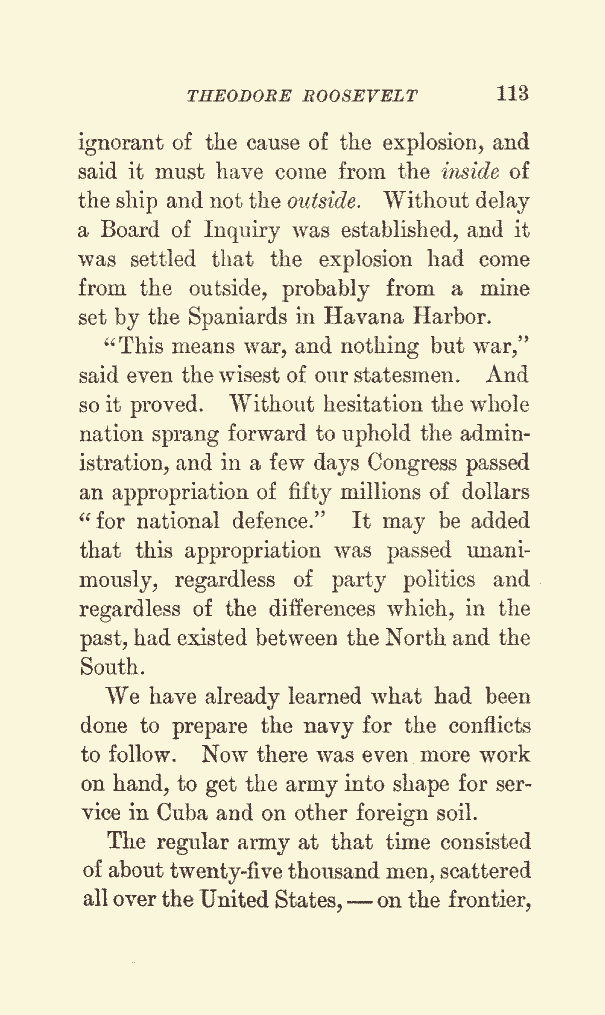 THEODORE ROOSEVELT 113
ignorant of the cause of the explosion, and
said it must have come from the inside of
the ship and not the outside. Without delay
a Board of Inquiry was established, and it
was settled that the explosion had come
from the outside, probably from a mine
set by the Spaniards in Havana Harbor.
"This means war, and nothing but war,"
said even the wisest of our statesmen. And
so it proved. Without hesitation the whole
nation sprang forward to uphold the admin-
istration, and in a few days Congress passed
an appropriation of fifty millions of dollars
"for national defence." It may be added
that this appropriation was passed unani-
mously, regardless of party politics and
regardless of the differences which, in the
past, had existed between the North and the
South.
We have already learned what had been
done to prepare the navy for the conflicts
to follow. Now there was even more work
on hand, to get the army into shape for ser-
vice in Cuba and on other foreign soil.
The regular army at that time consisted
of about twenty-five thousand men, scattered
all over the United States, — on the frontier,